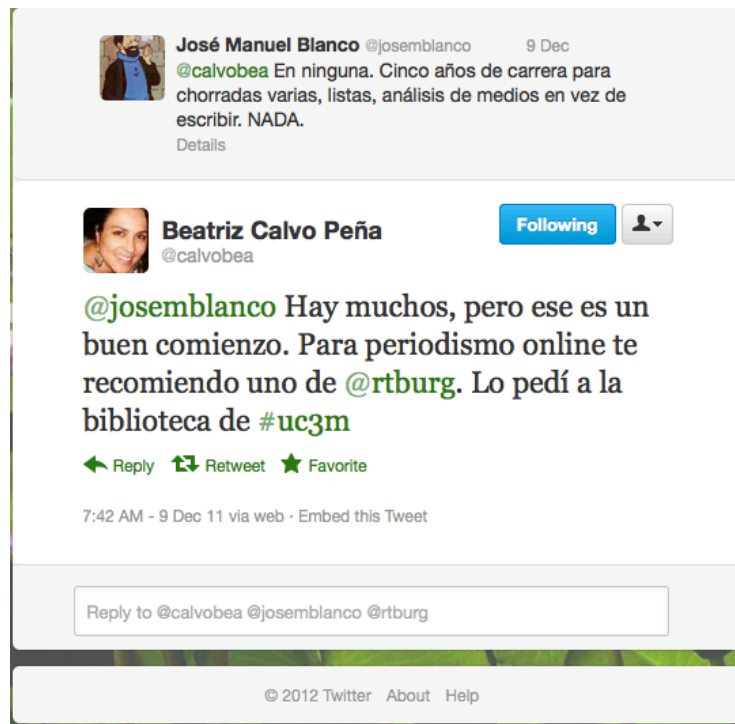 José Manuel Blanco @josemblanco 9 Dec
@calvobea En ninguna. Cinco años de carrera para
chorradas varias, listas, análisis de medios en vez de
escribir. NADA.
Details
Beatriz Calvo Peña
@calvobea
Following
@josemblanco Hay muchos, pero ese es un
buen comienzo. Para periodismo online te
recomiendo uno de @rtburg. Lo pedí a la
biblioteca de #uc3m
Reply Retweet Favorite
7:42 AM - 9 Dec 11 via web · Embed this Tweet
Reply to @calvobea @josemblanco @rtburg
© 2012 Twitter About Help